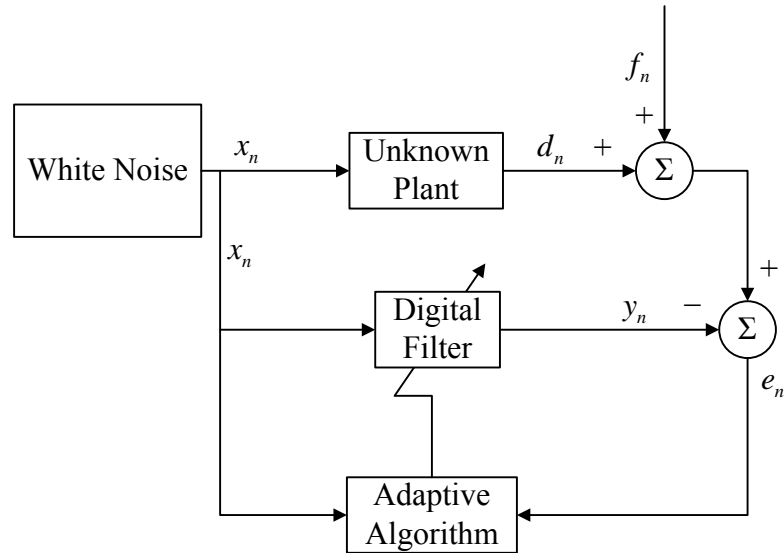 f_n
+
White Noise
x_n
Unknown
Plant
d_n
+
Σ
x_n
+
Digital
Filter
y_n
−
Σ
e_n
Adaptive
Algorithm